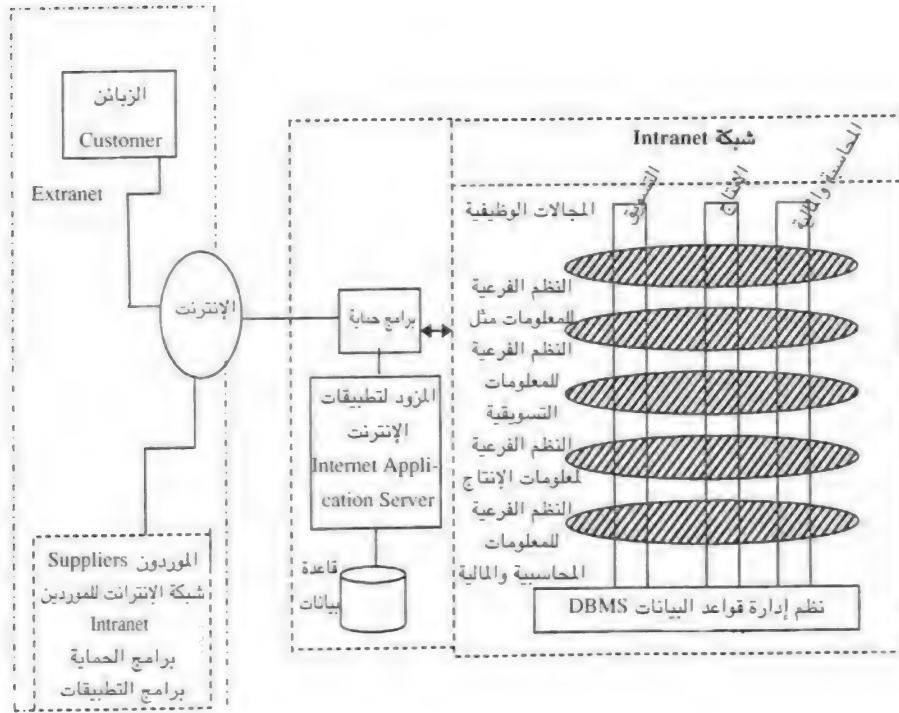 الزبائن
Customer
Extranet
الإنترنت
الموردون Suppliers
شبكة الإنترانت للموردين
Intranet
برامج الحماية
برامج التطبيقات
برامج حماية
المزود لتطبيقات
الإنترنت
Internet Appli-
cation Server
قاعدة
بيانات
شبكة Intranet
التسويق
الإنتاج
المحاسبة والمالية
المجالات الوظيفية
النظم الفرعية
للمعلومات مثل
النظم الفرعية
للمعلومات
التسويقية
النظم الفرعية
لمعلومات الإنتاج
النظم الفرعية
للمعلومات
المحاسبية والمالية
نظم إدارة قواعد البيانات DBMS